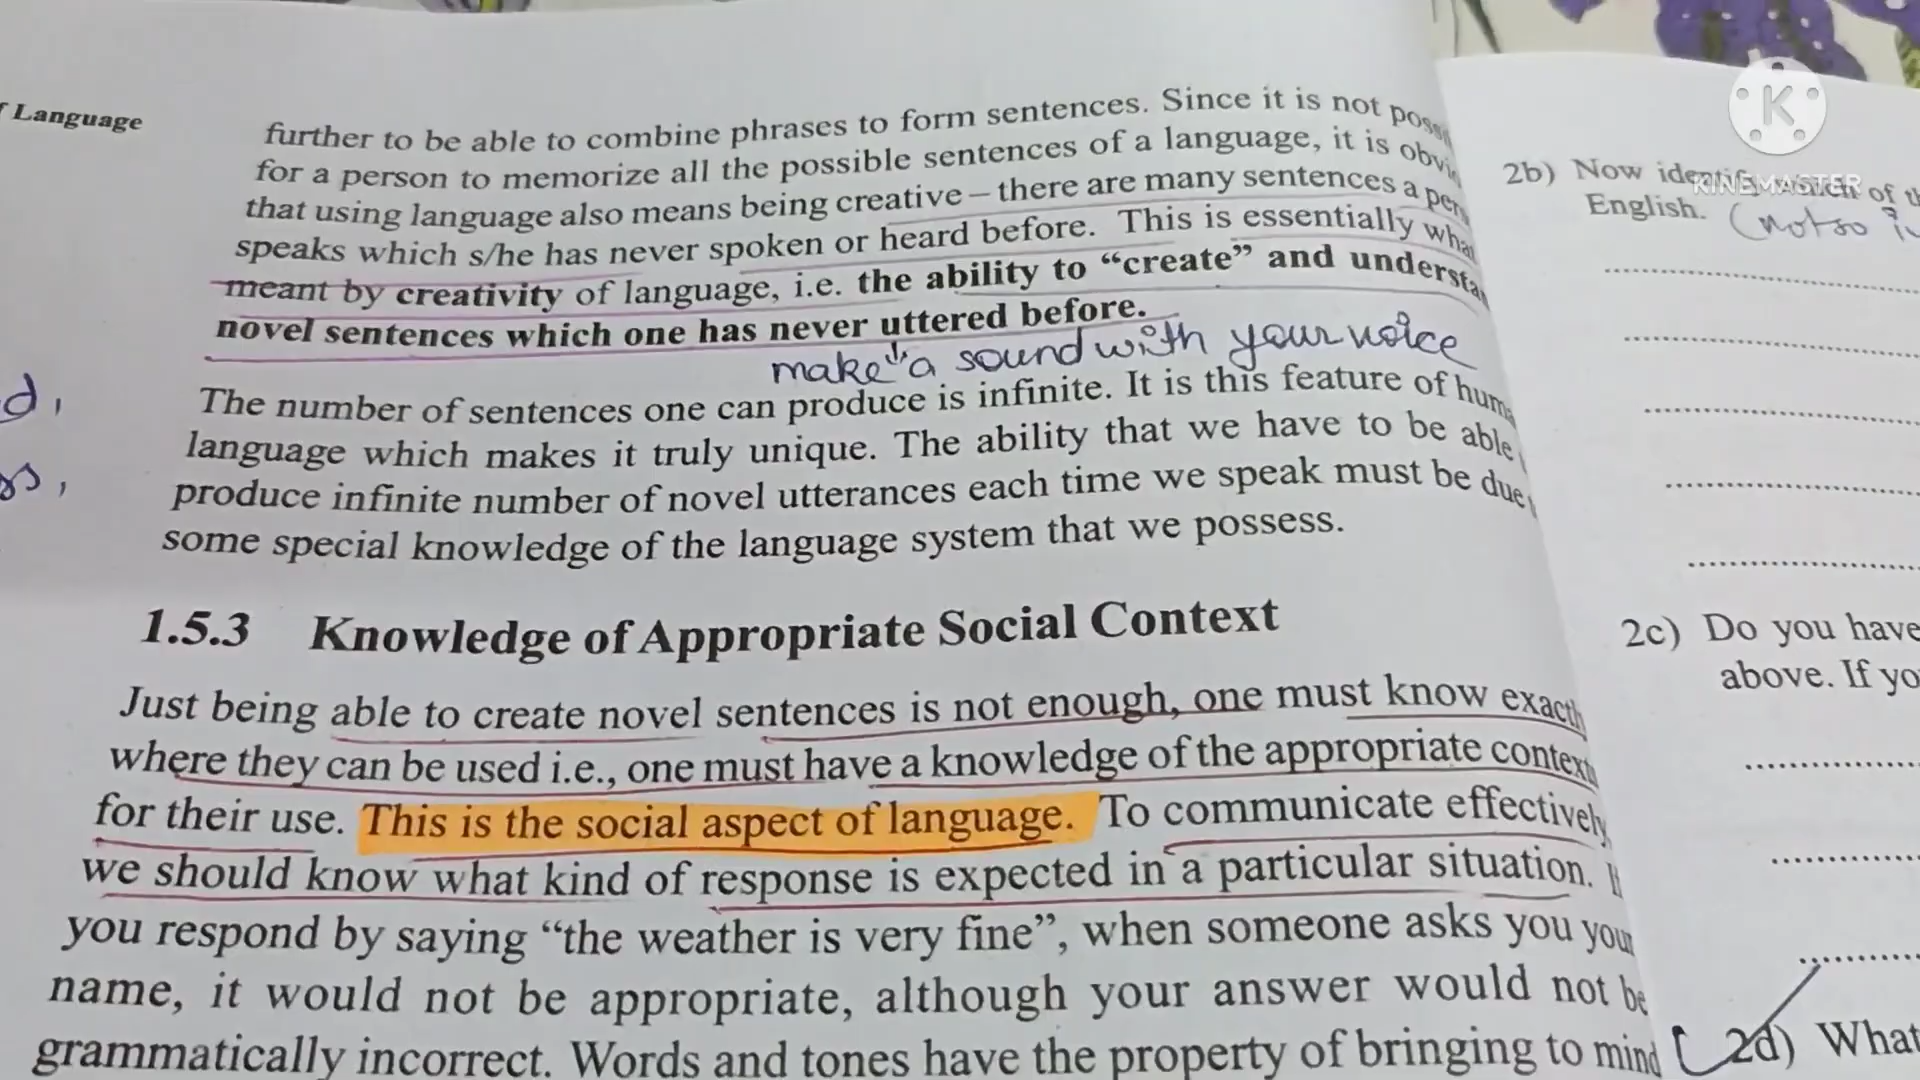 f Language
further to be able to combine phrases to form sentences. Since it is not poss
for a person to memorize all the possible sentences of a language, it is obvi
that using language also means being creative – there are many sentences a pers
speaks which s/he has never spoken or heard before. This is essentially what
meant by creativity of language, i.e. the ability to “create” and understa
novel sentences which one has never uttered before.
make a sound with your voice
The number of sentences one can produce is infinite. It is this feature of huma
language which makes it truly unique. The ability that we have to be able
produce infinite number of novel utterances each time we speak must be due
some special knowledge of the language system that we possess.
1.5.3 Knowledge of Appropriate Social Context
Just being able to create novel sentences is not enough, one must know exactly
where they can be used i.e., one must have a knowledge of the appropriate contexts
for their use. This is the social aspect of language. To communicate effectively,
we should know what kind of response is expected in a particular situation. If
you respond by saying “the weather is very fine”, when someone asks you your
name, it would not be appropriate, although your answer would not be
grammatically incorrect. Words and tones have the property of bringing to mind
K
KINEMASTER
2b) Now identify which of th
English. (not so
2c) Do you have
above. If yo
2d) What